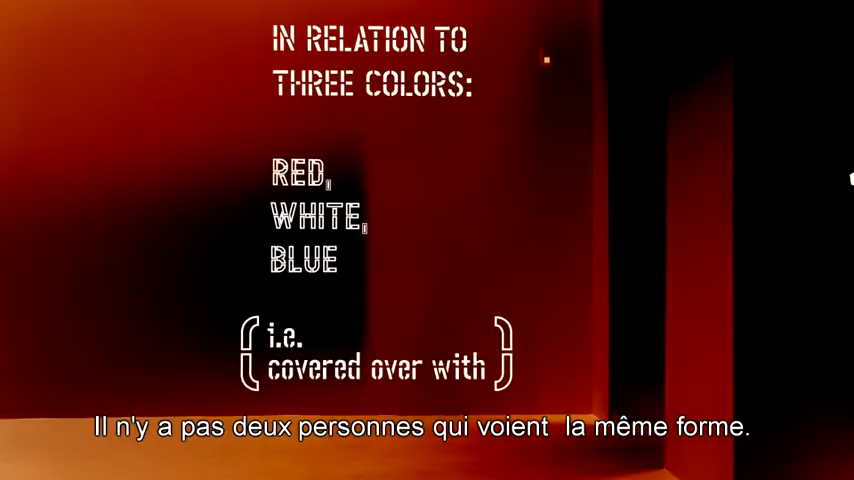 IN RELATION TO
THREE COLORS:
RED,
WHITE,
BLUE
i.e.
covered over with
Il n'y a pas deux personnes qui voient  la même forme.